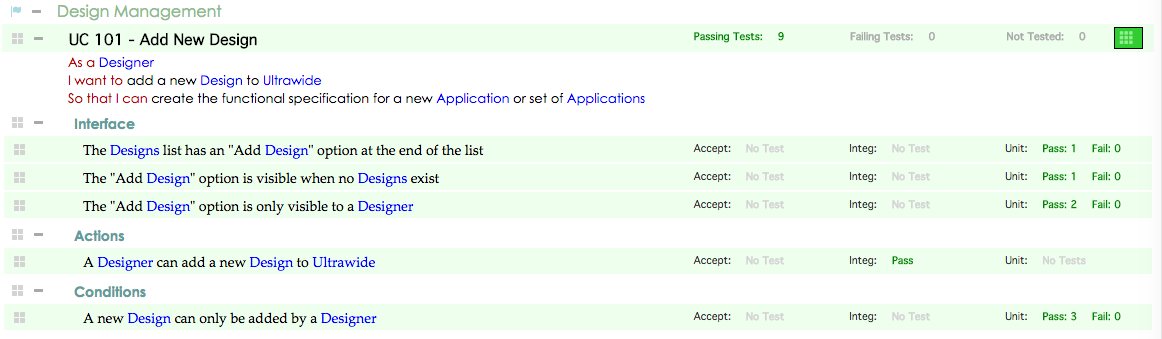 Design Management
UC 101 - Add New Design Passing Tests: 9 Failing Tests: 0 Not Tested: 0
As a Designer
I want to add a new Design to Ultrawide
So that I can create the functional specification for a new Application or set of Applications
Interface
The Designs list has an "Add Design" option at the end of the list Accept: No Test Integ: No Test Unit: Pass: 1 Fail: 0
The "Add Design" option is visible when no Designs exist Accept: No Test Integ: No Test Unit: Pass: 1 Fail: 0
The "Add Design" option is only visible to a Designer Accept: No Test Integ: No Test Unit: Pass: 2 Fail: 0
Actions
A Designer can add a new Design to Ultrawide Accept: No Test Integ: Pass Unit: No Tests
Conditions
A new Design can only be added by a Designer Accept: No Test Integ: No Test Unit: Pass: 3 Fail: 0